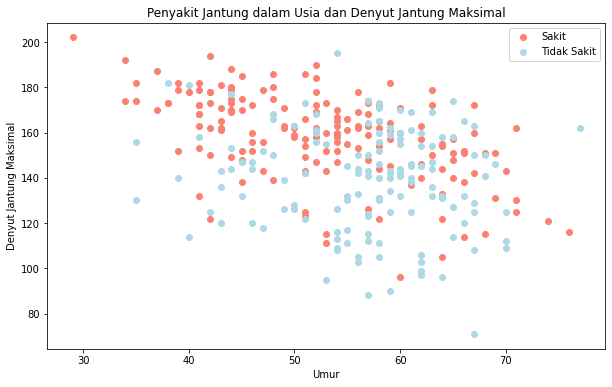 Penyakit Jantung dalam Usia dan Denyut Jantung Maksimal
Sakit
Tidak Sakit
Denyut Jantung Maksimal
200
180
160
140
120
100
80
30
40
50
60
70
Umur